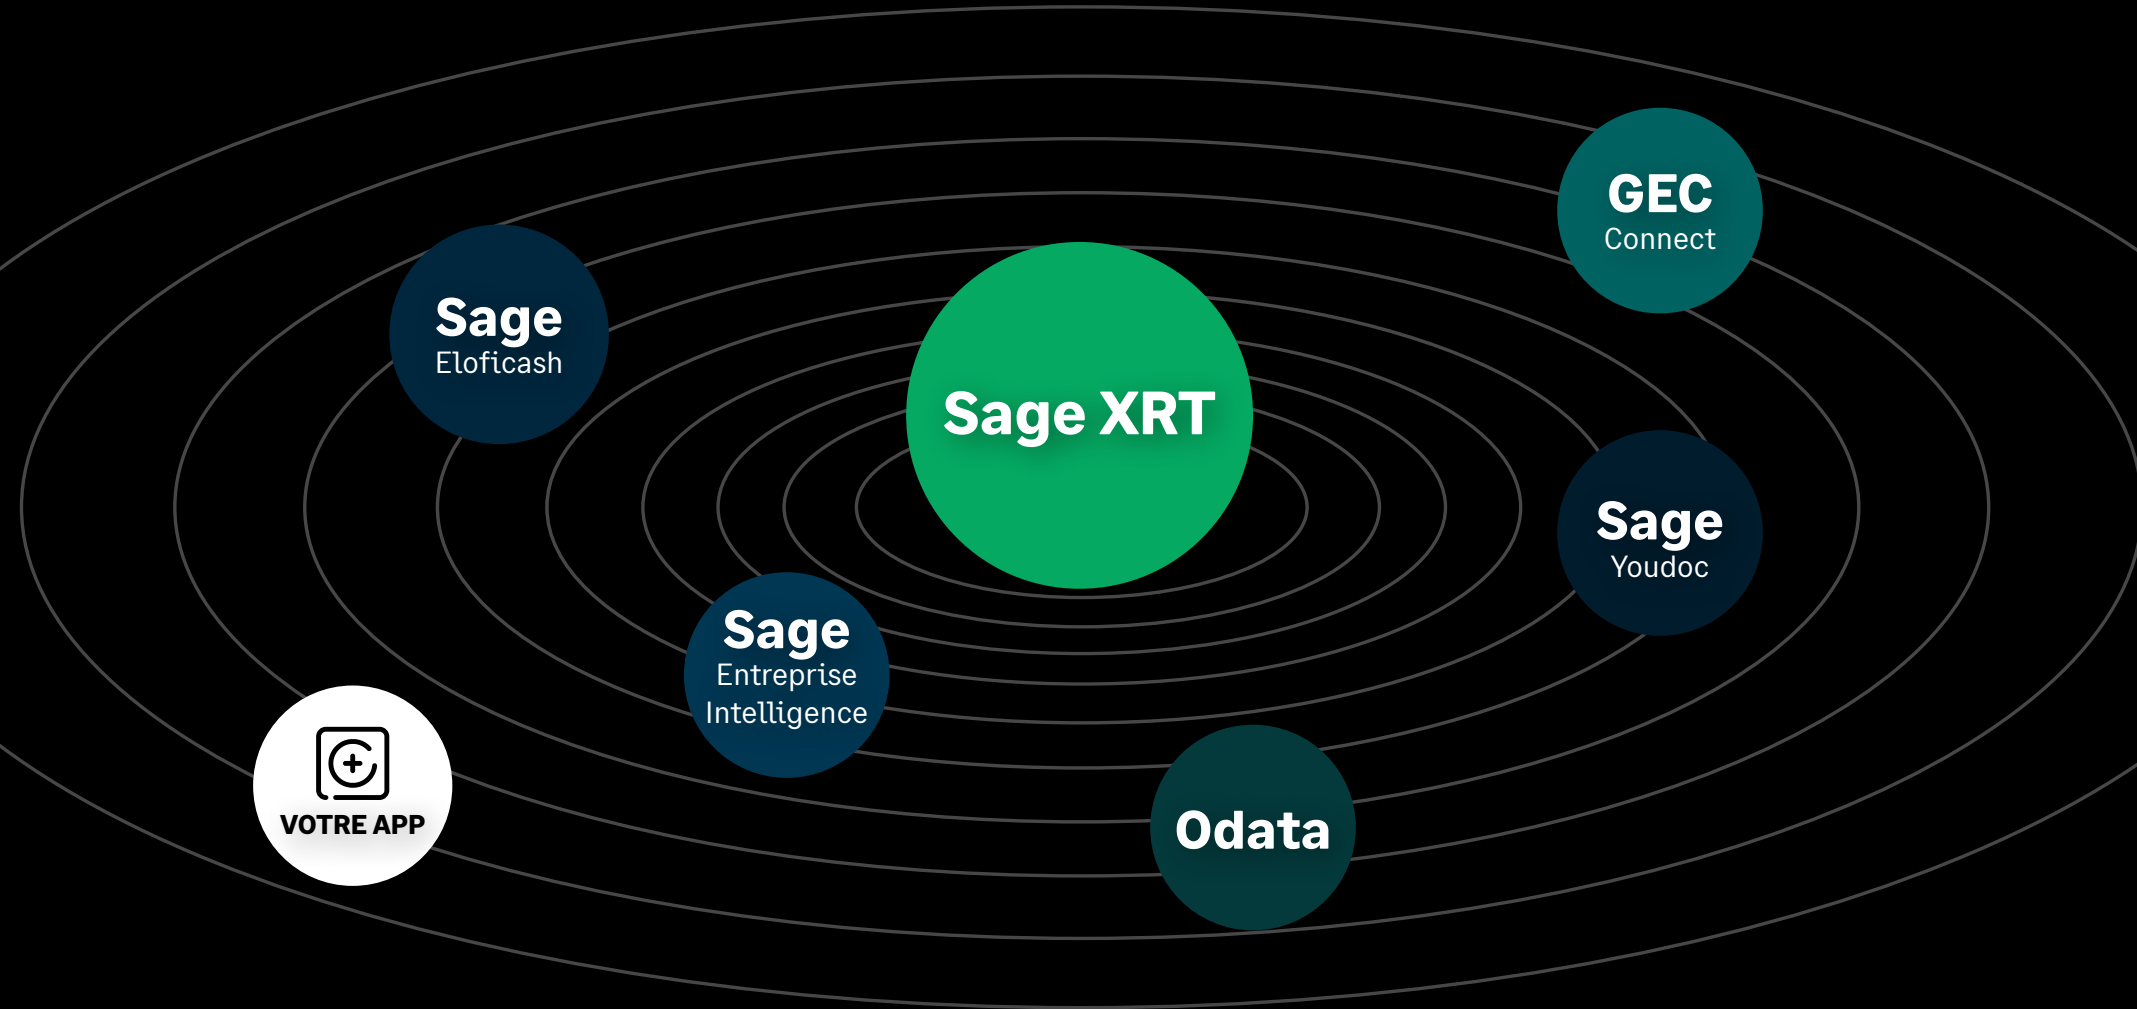 GEC
Connect
Sage
Eloficash
Sage XRT
Sage
Youdoc
Sage
Entreprise
Intelligence
VOTRE APP
Odata